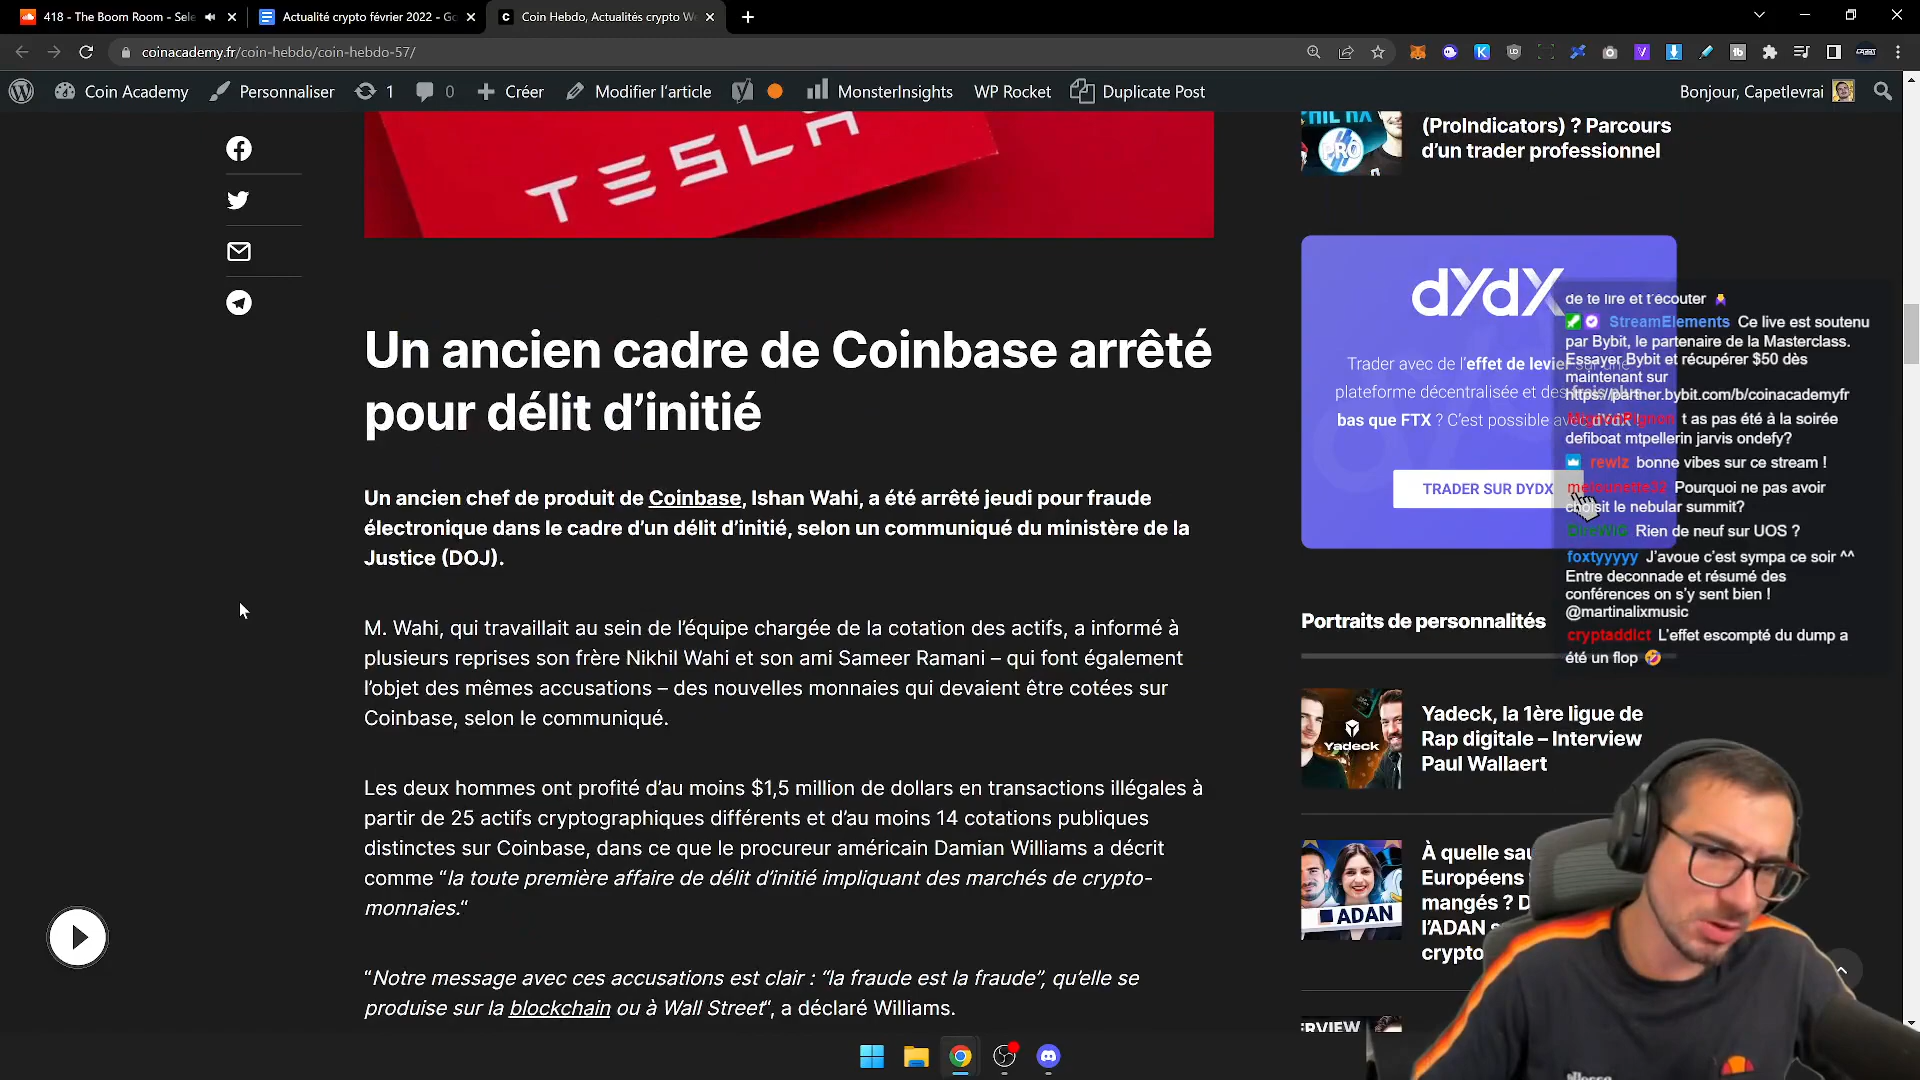 418 - The Boom Room - Sele
Actualité crypto février 2022 - Go
Coin Hebdo, Actualités crypto We
coinacademy.fr/coin-hebdo/coin-hebdo-57/
Coin Academy
Personnaliser
1
0
Créer
Modifier l'article
MonsterInsights
WP Rocket
Duplicate Post
Bonjour, Capetlevrai
TESLA
Un ancien cadre de Coinbase arrêté
pour délit d'initié
Un ancien chef de produit de Coinbase, Ishan Wahi, a été arrêté jeudi pour fraude
électronique dans le cadre d'un délit d'initié, selon un communiqué du ministère de la
Justice (DOJ).
M. Wahi, qui travaillait au sein de l'équipe chargée de la cotation des actifs, a informé à
plusieurs reprises son frère Nikhil Wahi et son ami Sameer Ramani – qui font également
l'objet des mêmes accusations – des nouvelles monnaies qui devaient être cotées sur
Coinbase, selon le communiqué.
Les deux hommes ont profité d'au moins $1,5 million de dollars en transactions illégales à
partir de 25 actifs cryptographiques différents et d'au moins 14 cotations publiques
distinctes sur Coinbase, dans ce que le procureur américain Damian Williams a décrit
comme “la toute première affaire de délit d'initié impliquant des marchés de crypto-
monnaies.“
“Notre message avec ces accusations est clair : “la fraude est la fraude”, qu'elle se
produise sur la blockchain ou à Wall Street“, a déclaré Williams.
PRO
(ProIndicators) ? Parcours
d'un trader professionnel
dYdX
Trader avec de l'effet de levier sur une
plateforme décentralisée et des frais plus
bas que FTX ? C'est possible avec dYdX !
TRADER SUR DYDX
de te lire et t'écouter
StreamElements Ce live est soutenu
par Bybit, le partenaire de la Masterclass.
Essayer Bybit et récupérer $50 dès
maintenant sur
https://partner.bybit.com/b/coinacademyfr
t as pas été à la soirée
defiboat mtpellerin jarvis ondefy?
rewlz bonne vibes sur ce stream !
Pourquoi ne pas avoir
choisit le nebular summit?
Rien de neuf sur UOS ?
foxtyyyyy J'avoue c'est sympa ce soir ^^
Entre deconnade et résumé des
conférences on s'y sent bien !
@martinalixmusic
cryptaddict L'effet escompté du dump a
été un flop
Portraits de personnalités
Yadeck
Yadeck, la 1ère ligue de
Rap digitale – Interview
Paul Wallaert
ADAN
À quelle sau
Européens
mangés ? D
l'ADAN s
crypto
ERVIEW